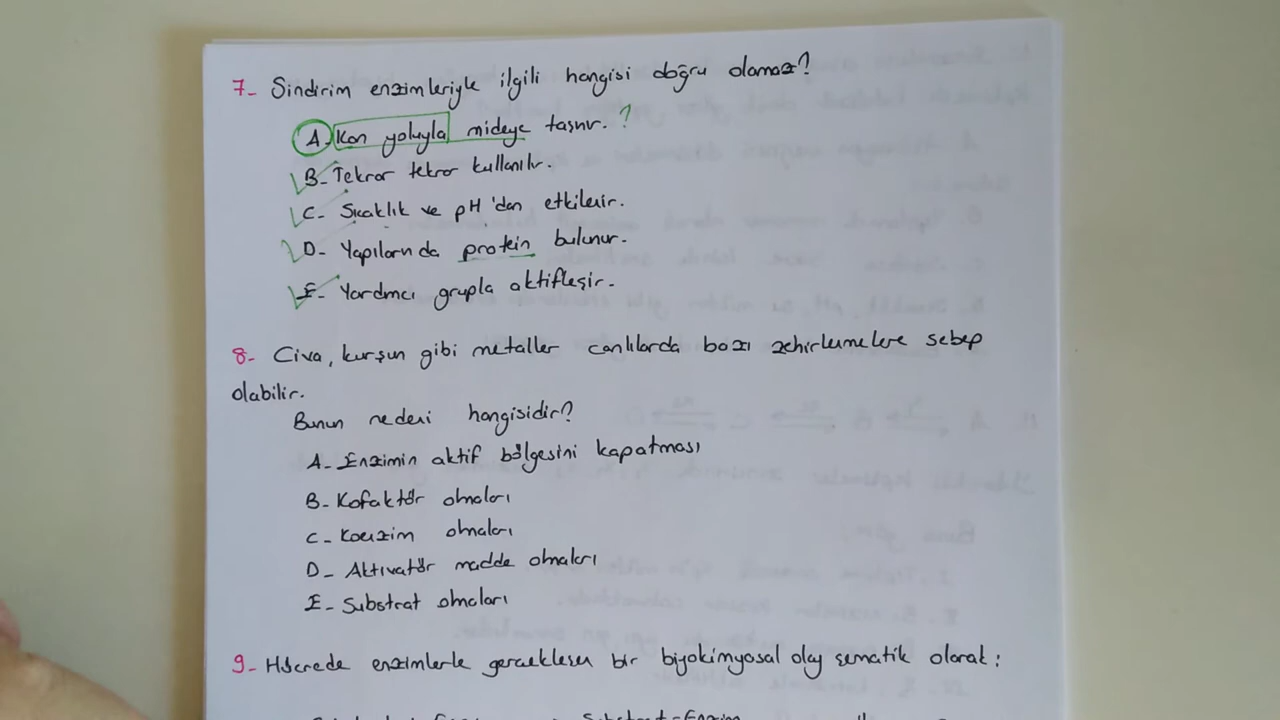 7- Sindirim enzimleriyle ilgili hangisi doğru olamaz?
A. Kan yoluyla mideye taşınır. ?
B- Tekrar tekrar kullanılır.
C- Sıcaklık ve pH'dan etkilenir.
D- Yapılarında protein bulunur.
E- Yardımcı grupla aktifleşir.
8- Civa, kurşun gibi metaller canlılarda bazı zehirlenmelere sebep
olabilir.
Bunun nedeni hangisidir?
A- Enzimin aktif bölgesini kapatması
B- Kofaktör olmaları
C- Koenzim olmaları
D- Aktivatör madde olmaları
E- Substrat olmaları
9- Hücrede enzimlerle gerçekleşen bir biyokimyasal olay şematik olarak: